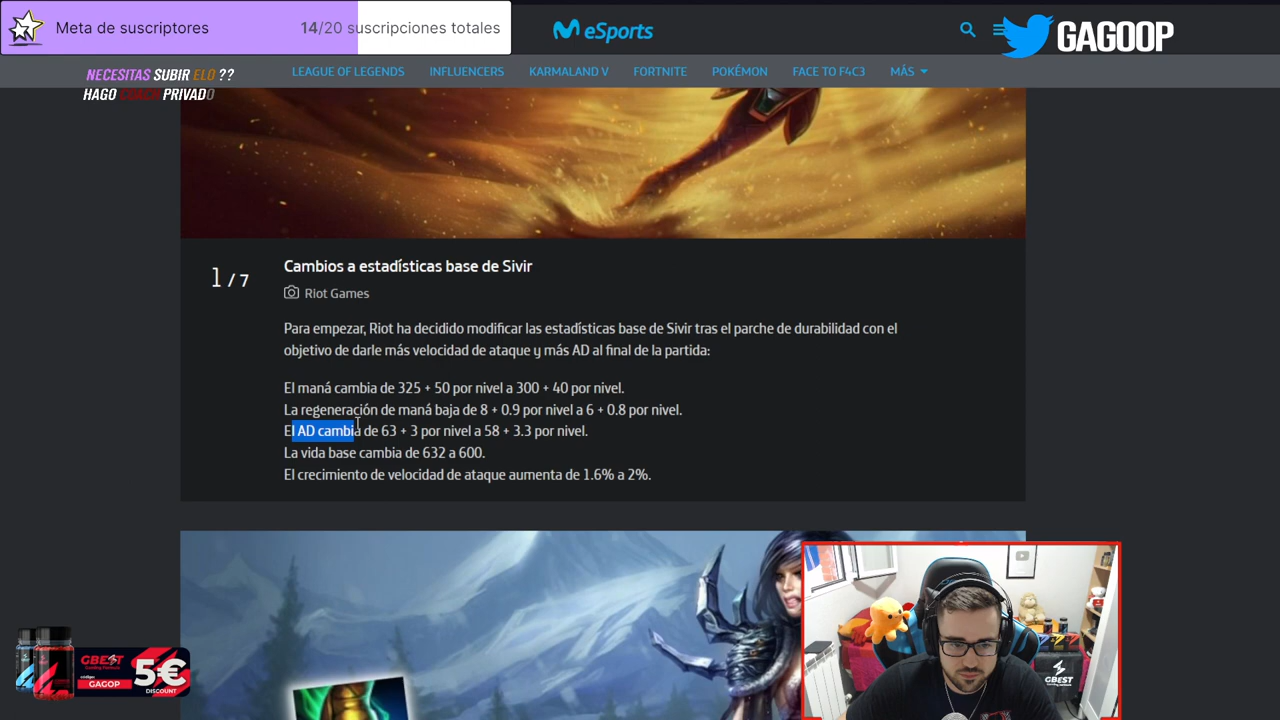 Meta de suscriptores
14/20 suscripciones totales
eSports
GAGOOP
NECESITAS SUBIR ELO ??
HAGO COACH PRIVADO
LEAGUE OF LEGENDS
INFLUENCERS
KARMALAND V
FORTNITE
POKÉMON
FACE TO F4C3
MÁS
1 / 7
Cambios a estadísticas base de Sivir
Riot Games
Para empezar, Riot ha decidido modificar las estadísticas base de Sivir tras el parche de durabilidad con el
objetivo de darle más velocidad de ataque y más AD al final de la partida:
El maná cambia de 325 + 50 por nivel a 300 + 40 por nivel.
La regeneración de maná baja de 8 + 0.9 por nivel a 6 + 0.8 por nivel.
El AD cambia de 63 + 3 por nivel a 58 + 3.3 por nivel.
La vida base cambia de 632 a 600.
El crecimiento de velocidad de ataque aumenta de 1.6% a 2%.
GBEST
GAGOP
5€
DISCOUNT
GBEST